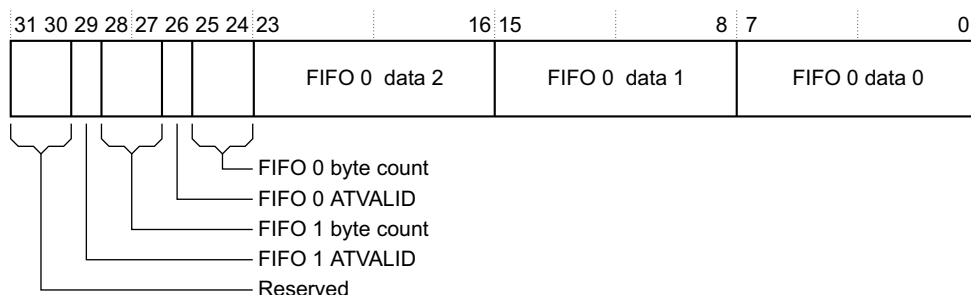 31 30 29 28 27 26 25 24 23 16 15 8 7 0
FIFO 0 data 2 FIFO 0 data 1 FIFO 0 data 0
FIFO 0 byte count
FIFO 0 ATVALID
FIFO 1 byte count
FIFO 1 ATVALID
Reserved